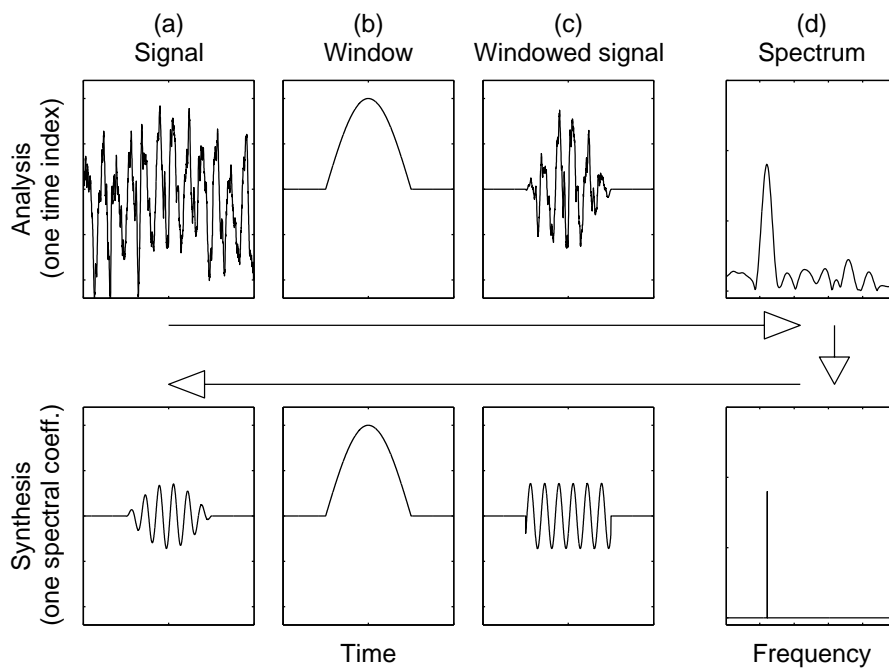 (a) (b) (c) (d)
Signal Window Windowed signal Spectrum
Analysis
(one time index)
Synthesis
(one spectral coeff.)
Time Frequency